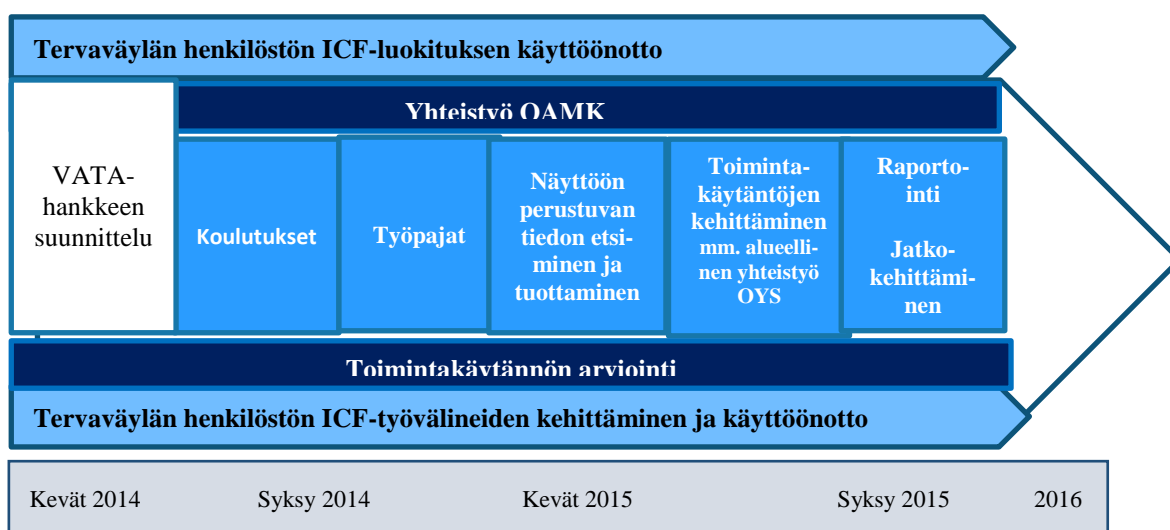 Tervaväylän henkilöstön ICF-luokituksen käyttöönotto
Yhteistyö OAMK
VATA-
hankkeen
suunnittelu
Koulutukset
Työpajat
Näyttöön
perustuvan
tiedon etsi-
minen ja
tuottaminen
Toiminta-
käytäntöjen
kehittäminen
mm. alueelli-
nen yhteistyö
OYS
Raporto-
inti
Jatko-
kehittämi-
nen
Toimintakäytännön arviointi
Tervaväylän henkilöstön ICF-työvälineiden kehittäminen ja käyttöönotto
Kevät 2014 Syksy 2014 Kevät 2015 Syksy 2015 2016